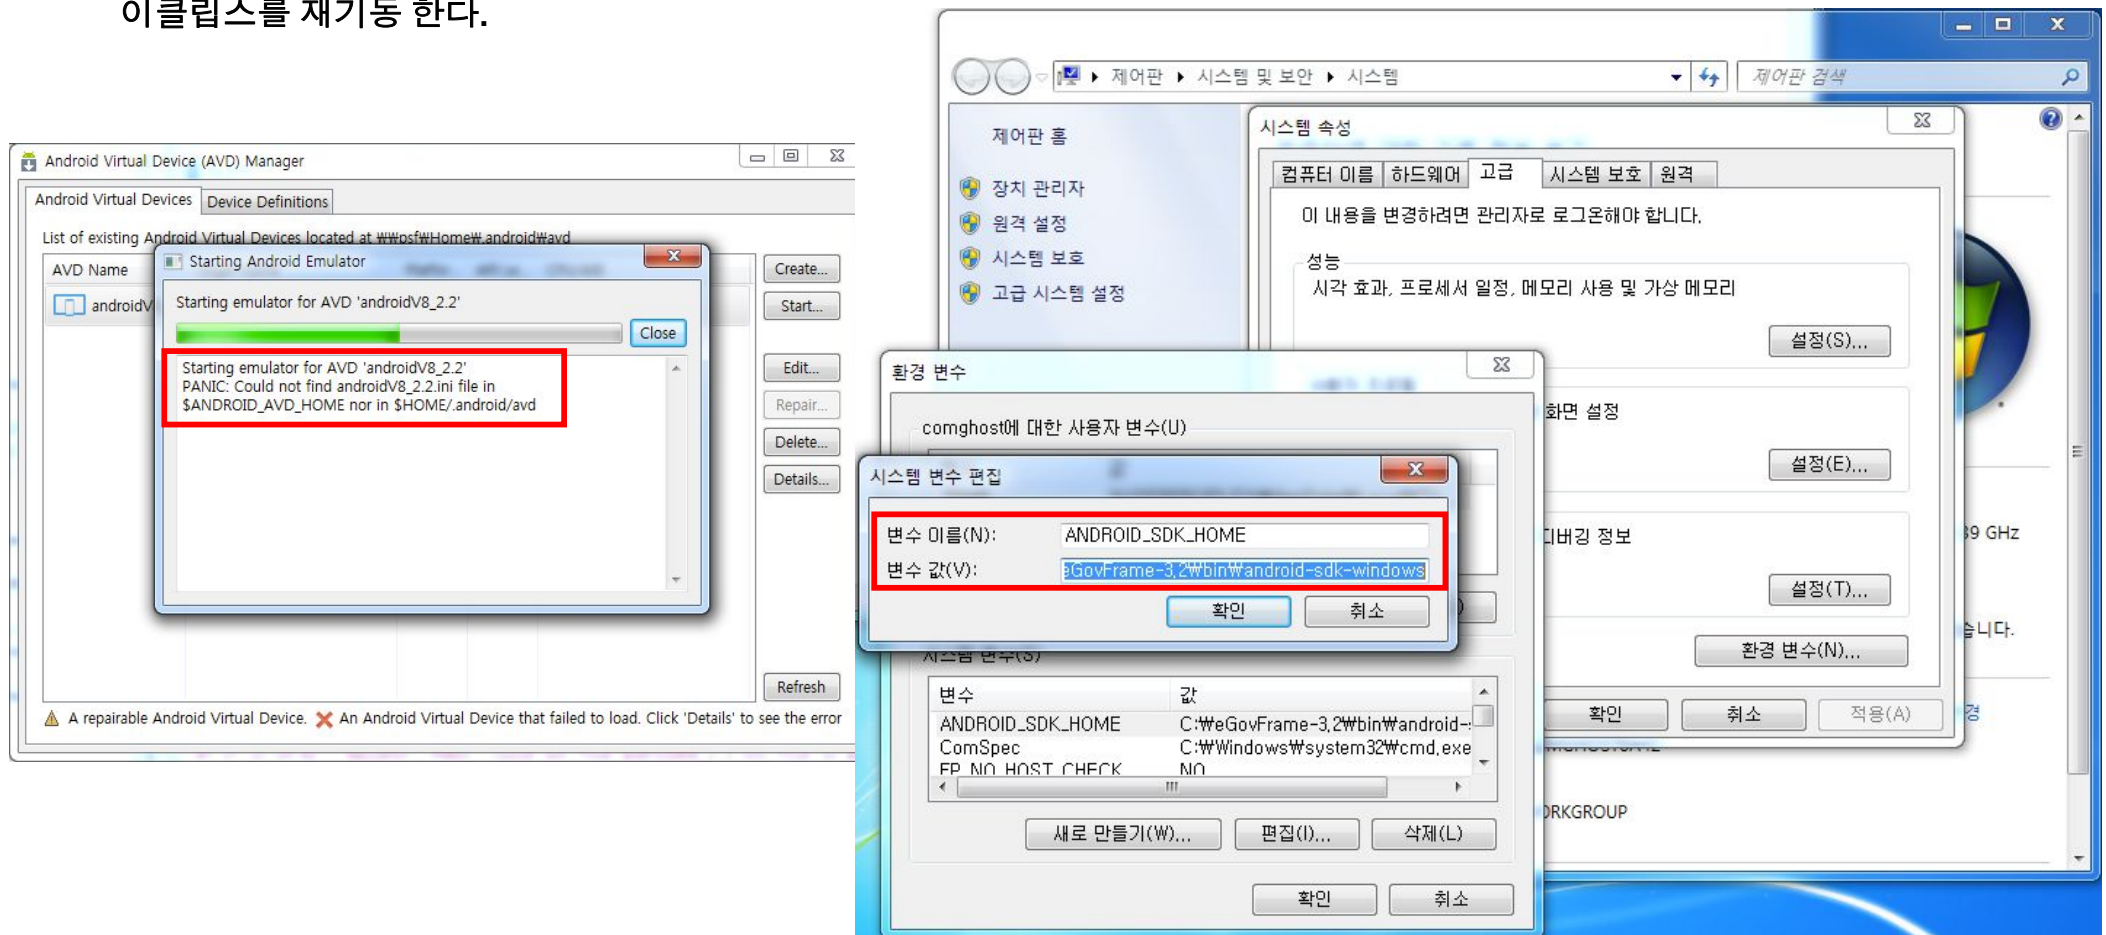 이클립스를 재기동 한다.
Android Virtual Device (AVD) Manager
Android Virtual Devices
Device Definitions
List of existing Android Virtual Devices located at ₩₩psf₩Home₩.android₩avd
AVD Name
androidV
Create...
Start...
Edit...
Repair...
Delete...
Details...
Refresh
Starting Android Emulator
Starting emulator for AVD 'androidV8_2.2'
Close
Starting emulator for AVD 'androidV8_2.2'
PANIC: Could not find androidV8_2.2.ini file in
$ANDROID_AVD_HOME nor in $HOME/.android/avd
A repairable Android Virtual Device. An Android Virtual Device that failed to load. Click 'Details' to see the error
제어판 시스템 및 보안 시스템
제어판 검색
제어판 홈
장치 관리자
원격 설정
시스템 보호
고급 시스템 설정
시스템 속성
컴퓨터 이름 하드웨어 고급 시스템 보호 원격
이 내용을 변경하려면 관리자로 로그온해야 합니다.
성능
시각 효과, 프로세서 일정, 메모리 사용 및 가상 메모리
설정(S)...
화면 설정
설정(E)...
디버깅 정보
설정(T)...
환경 변수(N)...
확인 취소 적용(A)
39 GHz
습니다.
경
ORKGROUP
환경 변수
comghost에 대한 사용자 변수(U)
시스템 변수 편집
변수 이름(N): ANDROID_SDK_HOME
변수 값(V): eGovFrame-3.2₩bin₩android-sdk-windows
확인 취소
시스템 변수(S)
변수 값
ANDROID_SDK_HOME C:₩eGovFrame-3.2₩bin₩android-s
ComSpec C:₩Windows₩system32₩cmd.exe
FP_NO_HOST_CHECK NO
새로 만들기(W)... 편집(I)... 삭제(L)
확인 취소